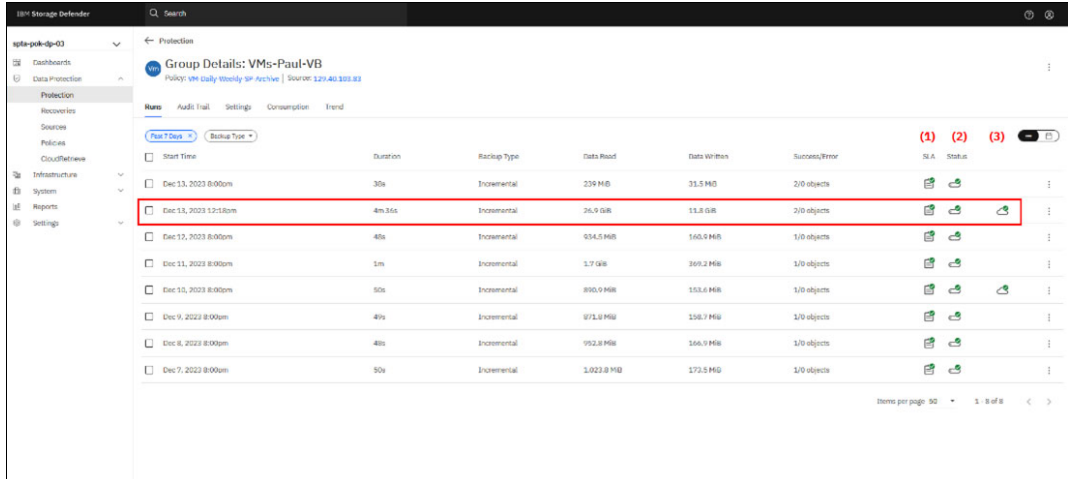 IBM Storage Defender
Search
spta-pok-dp-03
Dashboards
Data Protection
Protection
Recoveries
Sources
Policies
CloudRetrieve
Infrastructure
System
Reports
Settings
← Protection
Vm Group Details: VMs-Paul-VB
Policy: VM-Daily-Weekly-SP-Archive | Source: 129.40.103.83
Runs Audit Trail Settings Consumption Trend
Past 7 Days × Backup Type
(1) (2) (3)
Start Time Duration Backup Type Data Read Data Written Success/Error SLA Status
Dec 13, 2023 8:00pm 38s Incremental 239 MiB 31.5 MiB 2/0 objects
Dec 13, 2023 12:18pm 4m 36s Incremental 26.9 GiB 11.8 GiB 2/0 objects
Dec 12, 2023 8:00pm 48s Incremental 934.5 MiB 160.9 MiB 1/0 objects
Dec 11, 2023 8:00pm 1m Incremental 1.7 GiB 369.2 MiB 1/0 objects
Dec 10, 2023 8:00pm 50s Incremental 890.9 MiB 153.6 MiB 1/0 objects
Dec 9, 2023 8:00pm 49s Incremental 871.8 MiB 158.7 MiB 1/0 objects
Dec 8, 2023 8:00pm 48s Incremental 952.8 MiB 166.9 MiB 1/0 objects
Dec 7, 2023 8:00pm 50s Incremental 1,023.8 MiB 173.5 MiB 1/0 objects
Items per page 50 1 - 8 of 8